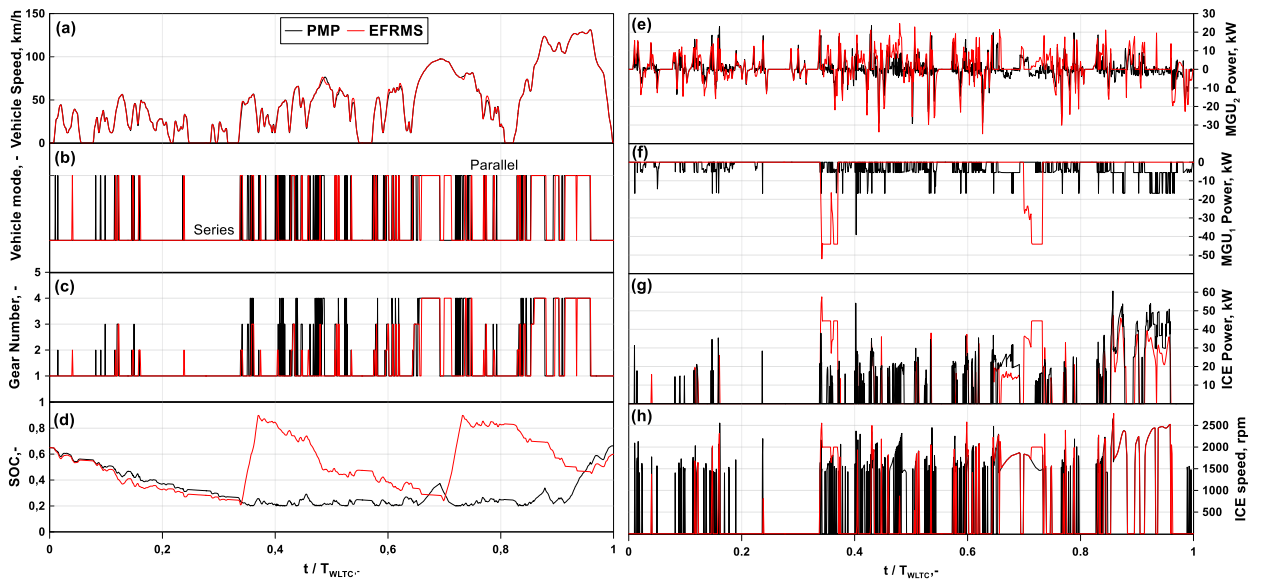 (a)
PMP EFRMS
Vehicle Speed, km/h
150
100
50
0
(b)
Parallel
Series
Vehicle mode, -
(c)
Gear Number, -
5
4
3
2
1
(d)
SOC,-
1
0,8
0,6
0,4
0,2
0
0 0,2 0,4 0,6 0,8 1
t / TWLTC,-
(e)
30
20
10
0
-10
-20
-30
MGU2 Power, kW
(f)
0
-10
-20
-30
-40
-50
MGU1 Power, kW
(g)
60
50
40
30
20
10
ICE Power, kW
(h)
2500
2000
1500
1000
500
ICE speed, rpm
0 0.2 0.4 0.6 0.8 1
t / TWLTC,-